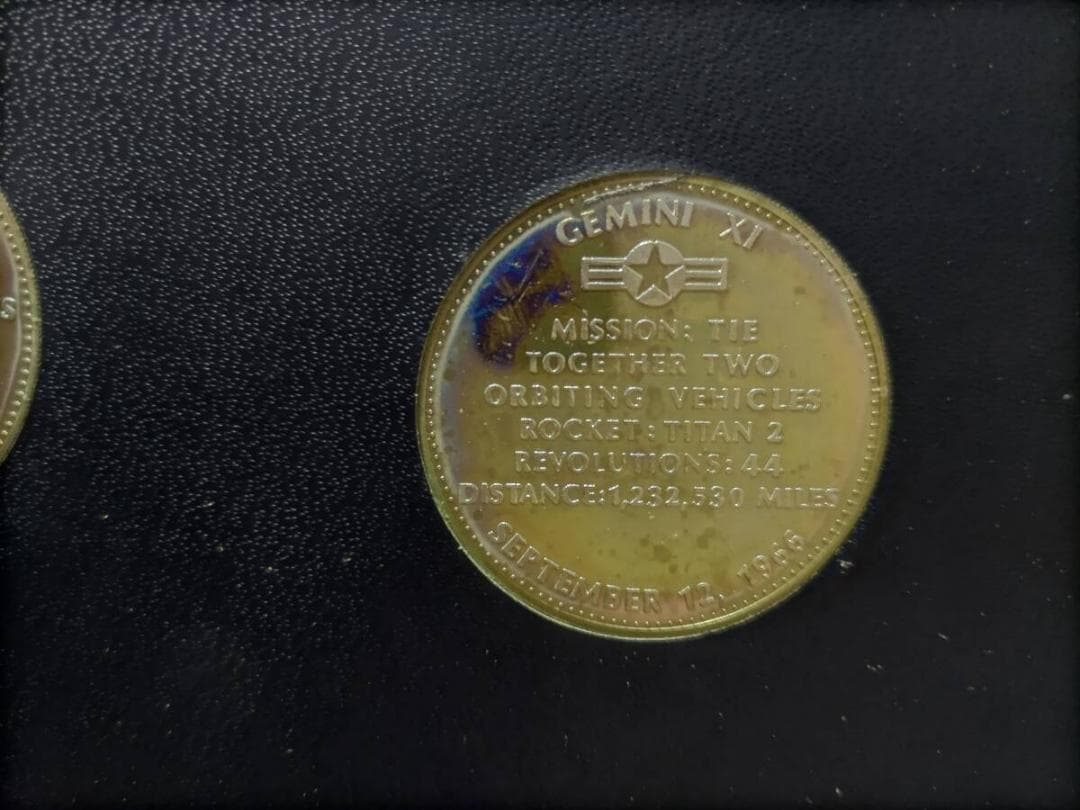 GEMINI XI
MISSION: TIE
TOGETHER TWO
ORBITING VEHICLES
ROCKET: TITAN 2
REVOLUTIONS: 44
DISTANCE: 1,232,530 MILES
SEPTEMBER 12, 1966
S